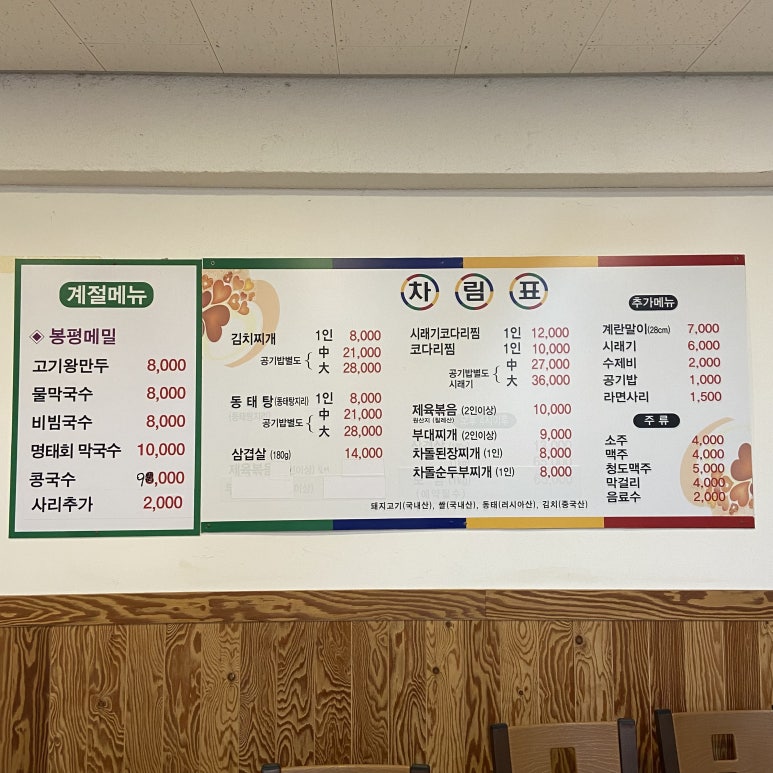 계절메뉴
◈ 봉평메밀
고기왕만두 8,000
물막국수 8,000
비빔국수 8,000
명태회 막국수 10,000
콩국수 9,000
사리추가 2,000
차림표
김치찌개 1인 8,000
공기밥별도 { 中 21,000
大 28,000
동태탕(동태탕지리) 1인 8,000
공기밥별도 { 中 21,000
大 28,000
삼겹살 (180g) 14,000
시래기코다리찜 1인 12,000
코다리찜 1인 10,000
공기밥별도 { 中 27,000
시래기 大 36,000
제육볶음 (2인이상) 10,000
부대찌개 (2인이상) 9,000
차돌된장찌개 (1인) 8,000
차돌순두부찌개 (1인) 8,000
추가메뉴
계란말이(28cm) 7,000
시래기 6,000
수제비 2,000
공기밥 1,000
라면사리 1,500
주류
소주 4,000
맥주 4,000
청도맥주 5,000
막걸리 4,000
음료수 2,000
돼지고기(국내산), 쌀(국내산), 동태(러시아산), 김치(중국산)